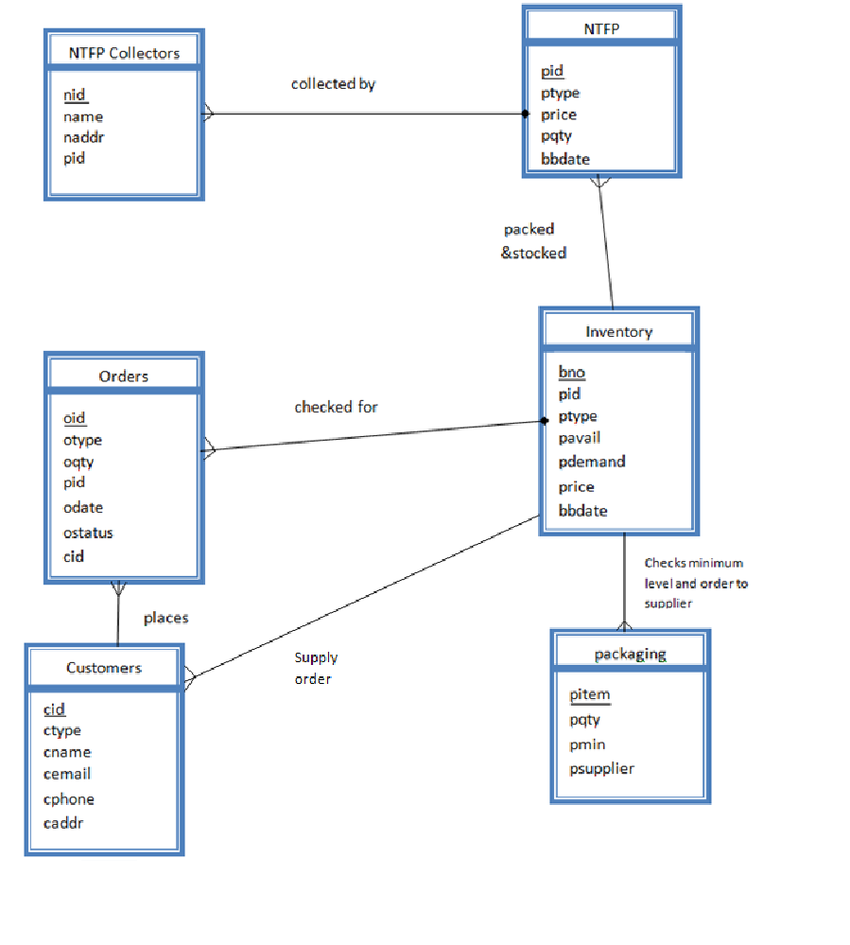 NTFP Collectors
nid
name
naddr
pid
collected by
NTFP
pid
ptype
price
pqty
bbdate
packed
&stocked
Orders
oid
otype
oqty
pid
odate
ostatus
cid
checked for
Inventory
bno
pid
ptype
pavail
pdemand
price
bbdate
places
Supply
order
Checks minimum
level and order to
supplier
Customers
cid
ctype
cname
cemail
cphone
caddr
packaging
pitem
pqty
pmin
psupplier